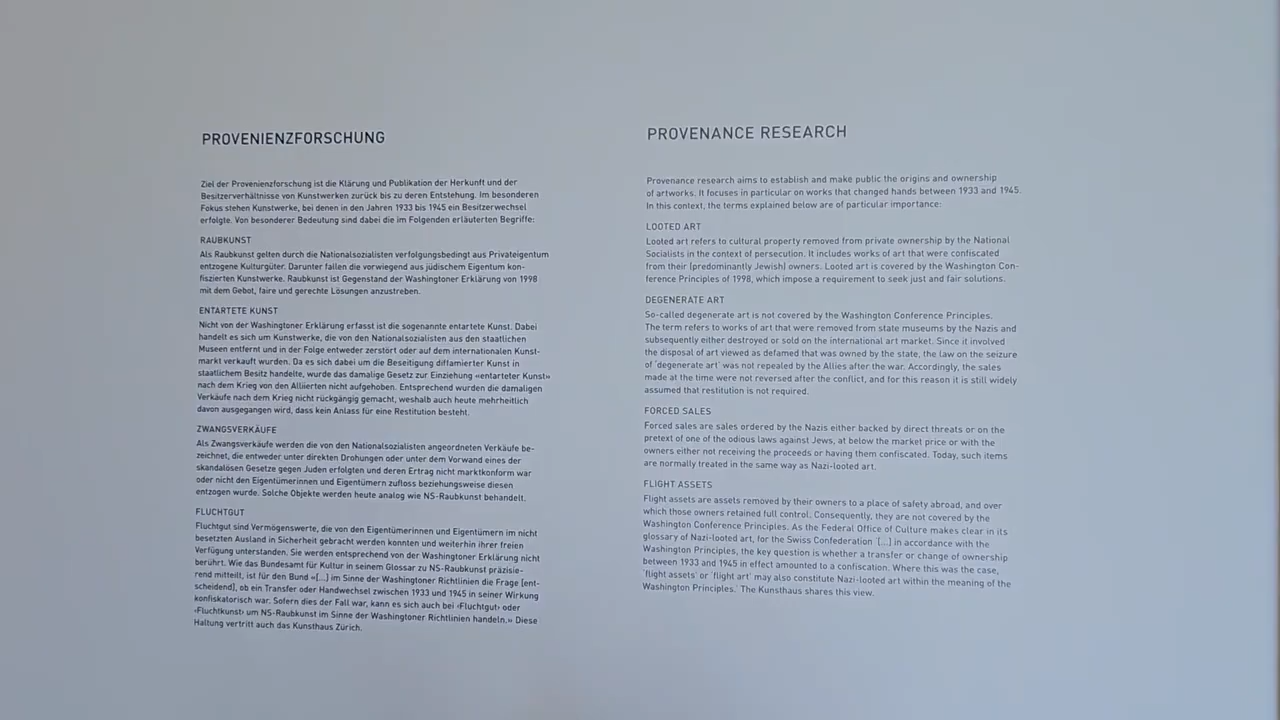 PROVENIENZFORSCHUNG
Ziel der Provenienzforschung ist die Klärung und Publikation der Herkunft und der
Besitzerverhältnisse von Kunstwerken zurück bis zu deren Entstehung. Im besonderen
Fokus stehen Kunstwerke, bei denen in den Jahren 1933 bis 1945 ein Besitzerwechsel
erfolgte. Von besonderer Bedeutung sind dabei die im Folgenden erläuterten Begriffe:
RAUBKUNST
Als Raubkunst gelten durch die Nationalsozialisten verfolgungsbedingt aus Privateigentum
entzogene Kulturgüter. Darunter fallen die vorwiegend aus jüdischem Eigentum kon-
fiszierten Kunstwerke. Raubkunst ist Gegenstand der Washingtoner Erklärung von 1998
mit dem Gebot, faire und gerechte Lösungen anzustreben.
ENTARTETE KUNST
Nicht von der Washingtoner Erklärung erfasst ist die sogenannte entartete Kunst. Dabei
handelt es sich um Kunstwerke, die von den Nationalsozialisten aus den staatlichen
Museen entfernt und in der Folge entweder zerstört oder auf dem internationalen Kunst-
markt verkauft wurden. Da es sich dabei um die Beseitigung diffamierter Kunst in
staatlichem Besitz handelte, wurde das damalige Gesetz zur Einziehung «entarteter Kunst»
nach dem Krieg von den Alliierten nicht aufgehoben. Entsprechend wurden die damaligen
Verkäufe nach dem Krieg nicht rückgängig gemacht, weshalb auch heute mehrheitlich
davon ausgegangen wird, dass kein Anlass für eine Restitution besteht.
ZWANGSVERKÄUFE
Als Zwangsverkäufe werden die von den Nationalsozialisten angeordneten Verkäufe be-
zeichnet, die entweder unter direkten Drohungen oder unter dem Vorwand eines der
skandalösen Gesetze gegen Juden erfolgten und deren Ertrag nicht marktkonform war
oder nicht den Eigentümerinnen und Eigentümern zufloss beziehungsweise diesen
entzogen wurde. Solche Objekte werden heute analog wie NS-Raubkunst behandelt.
FLUCHTGUT
Fluchtgut sind Vermögenswerte, die von den Eigentümerinnen und Eigentümern im nicht
besetzten Ausland in Sicherheit gebracht werden konnten und weiterhin ihrer freien
Verfügung unterstanden. Sie werden entsprechend von der Washingtoner Erklärung nicht
berührt. Wie das Bundesamt für Kultur in seinem Glossar zu NS-Raubkunst präzisie-
rend mitteilt, ist für den Bund «[...] im Sinne der Washingtoner Richtlinien die Frage [ent-
scheidend], ob ein Transfer oder Handwechsel zwischen 1933 und 1945 in seiner Wirkung
konfiskatorisch war. Sofern dies der Fall war, kann es sich auch bei ‹Fluchtgut› oder
‹Fluchtkunst› um NS-Raubkunst im Sinne der Washingtoner Richtlinien handeln.» Diese
Haltung vertritt auch das Kunsthaus Zürich.
PROVENANCE RESEARCH
Provenance research aims to establish and make public the origins and ownership
of artworks. It focuses in particular on works that changed hands between 1933 and 1945.
In this context, the terms explained below are of particular importance:
LOOTED ART
Looted art refers to cultural property removed from private ownership by the National
Socialists in the context of persecution. It includes works of art that were confiscated
from their (predominantly Jewish) owners. Looted art is covered by the Washington Con-
ference Principles of 1998, which impose a requirement to seek just and fair solutions.
DEGENERATE ART
So-called degenerate art is not covered by the Washington Conference Principles.
The term refers to works of art that were removed from state museums by the Nazis and
subsequently either destroyed or sold on the international art market. Since it involved
the disposal of art viewed as defamed that was owned by the state, the law on the seizure
of 'degenerate art' was not repealed by the Allies after the war. Accordingly, the sales
made at the time were not reversed after the conflict, and for this reason it is still widely
assumed that restitution is not required.
FORCED SALES
Forced sales are sales ordered by the Nazis either backed by direct threats or on the
pretext of one of the odious laws against Jews, at below the market price or with the
owners either not receiving the proceeds or having them confiscated. Today, such items
are normally treated in the same way as Nazi-looted art.
FLIGHT ASSETS
Flight assets are assets removed by their owners to a place of safety abroad, and over
which those owners retained full control. Consequently, they are not covered by the
Washington Conference Principles. As the Federal Office of Culture makes clear in its
glossary of Nazi-looted art, for the Swiss Confederation '[...] in accordance with the
Washington Principles, the key question is whether a transfer or change of ownership
between 1933 and 1945 in effect amounted to a confiscation. Where this was the case,
'flight assets' or 'flight art' may also constitute Nazi-looted art within the meaning of the
Washington Principles.' The Kunsthaus shares this view.